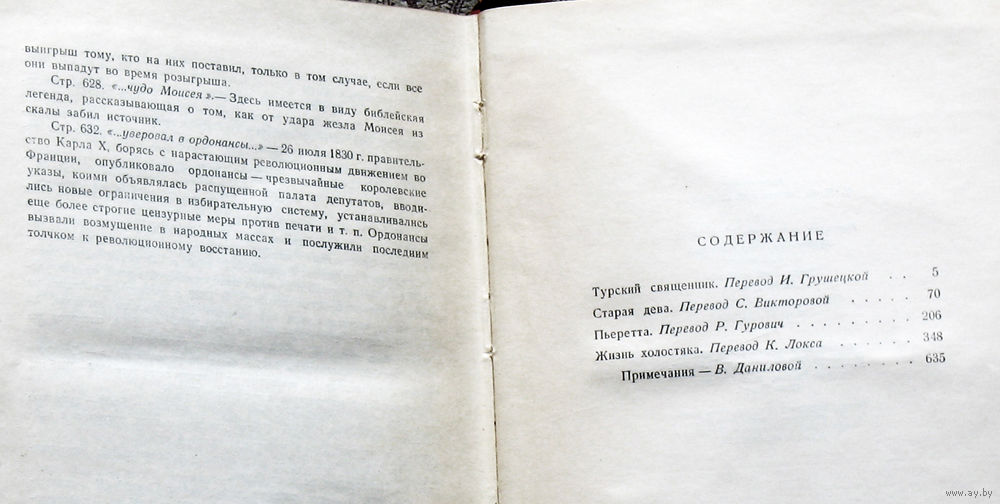 выигрыш тому, кто на них поставил, только в том случае, если все
они выпадут во время розыгрыша.
Стр. 628. «...чудо Моисея».— Здесь имеется в виду библейская
легенда, рассказывающая о том, как от удара жезла Моисея из
скалы забил источник.
Стр. 632. «...уверовал в ордонансы...» — 26 июля 1830 г. правитель-
ство Карла X, борясь с нарастающим революционным движением во
Франции, опубликовало ордонансы — чрезвычайные королевские
указы, коими объявлялась распущенной палата депутатов, вводи-
лись новые ограничения в избирательную систему, устанавливались
еще более строгие цензурные меры против печати и т. п. Ордонансы
вызвали возмущение в народных массах и послужили последним
толчком к революционному восстанию.
СОДЕРЖАНИЕ
Турский священник. Перевод И. Грушецкой . . 5
Старая дева. Перевод С. Викторовой . . . . . 70
Пьеретта. Перевод Р. Гурович . . . . . . . . . 206
Жизнь холостяка. Перевод К. Локса . . . . . . 348
Примечания — В. Даниловой . . . . . . . . 635
www.ay.by